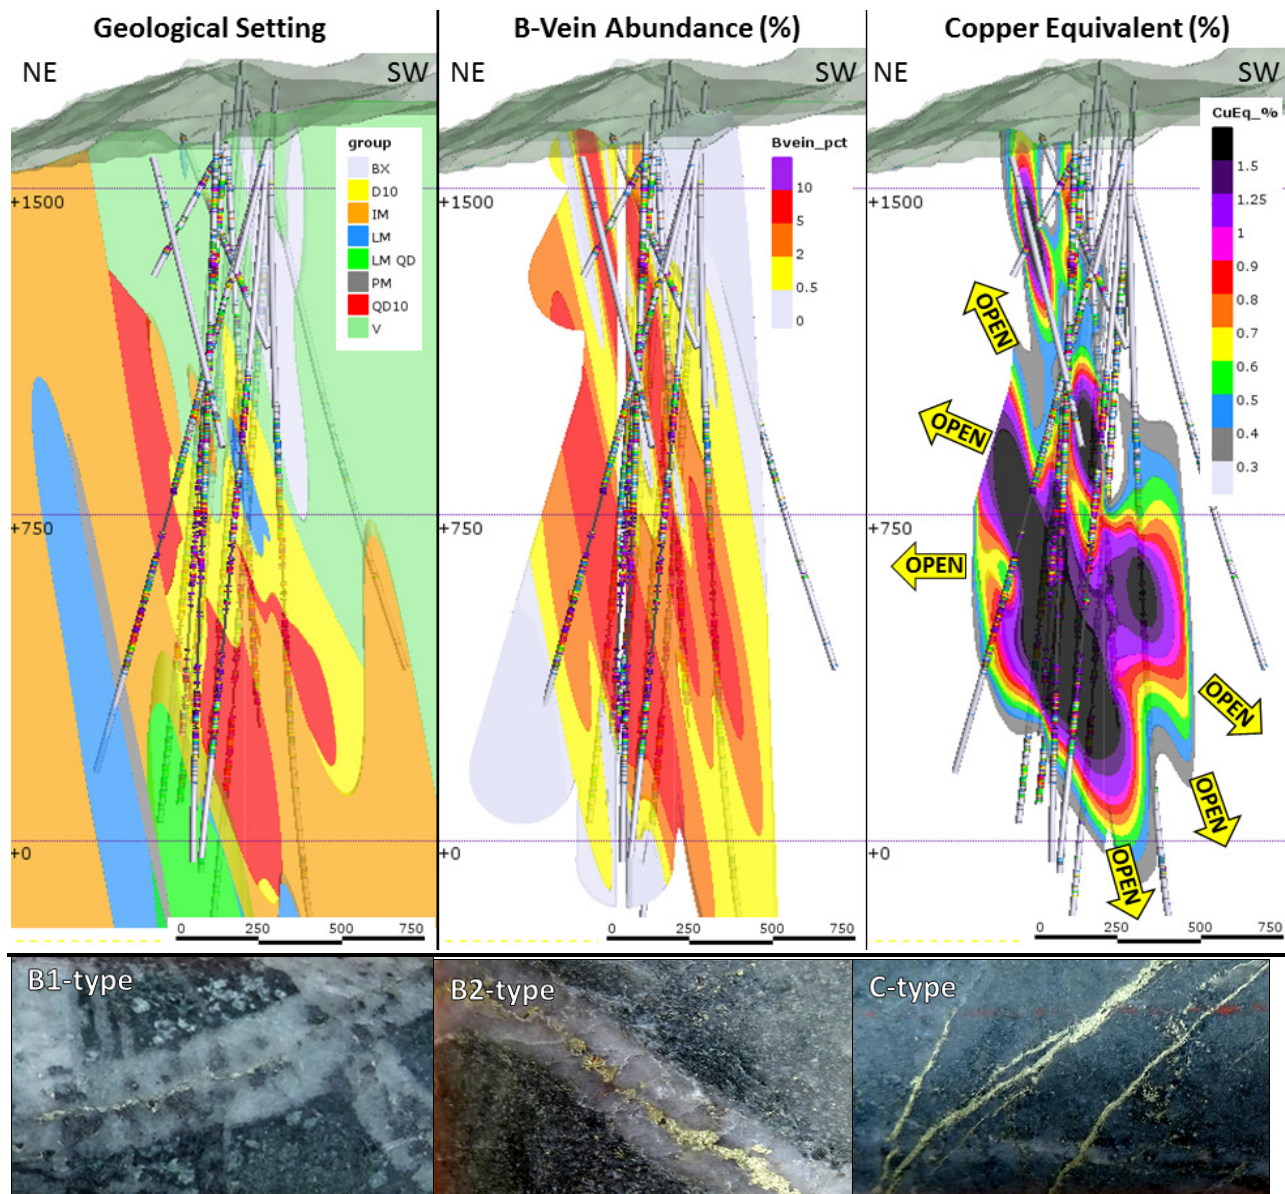 Geological Setting
NE
SW
group
BX
D10
IM
LM
LM QD
PM
QD10
V
+1500
+750
+0
0 250 500 750
B-Vein Abundance (%)
NE
SW
Bvein_pct
10
5
2
0.5
0
+1500
+750
+0
0 250 500 750
Copper Equivalent (%)
NE
SW
CuEq_%
1.5
1.25
1
0.9
0.8
0.7
0.6
0.5
0.4
0.3
+1500
OPEN
OPEN
+750
OPEN
OPEN
OPEN
+0
OPEN
0 250 500 750
B1-type
B2-type
C-type